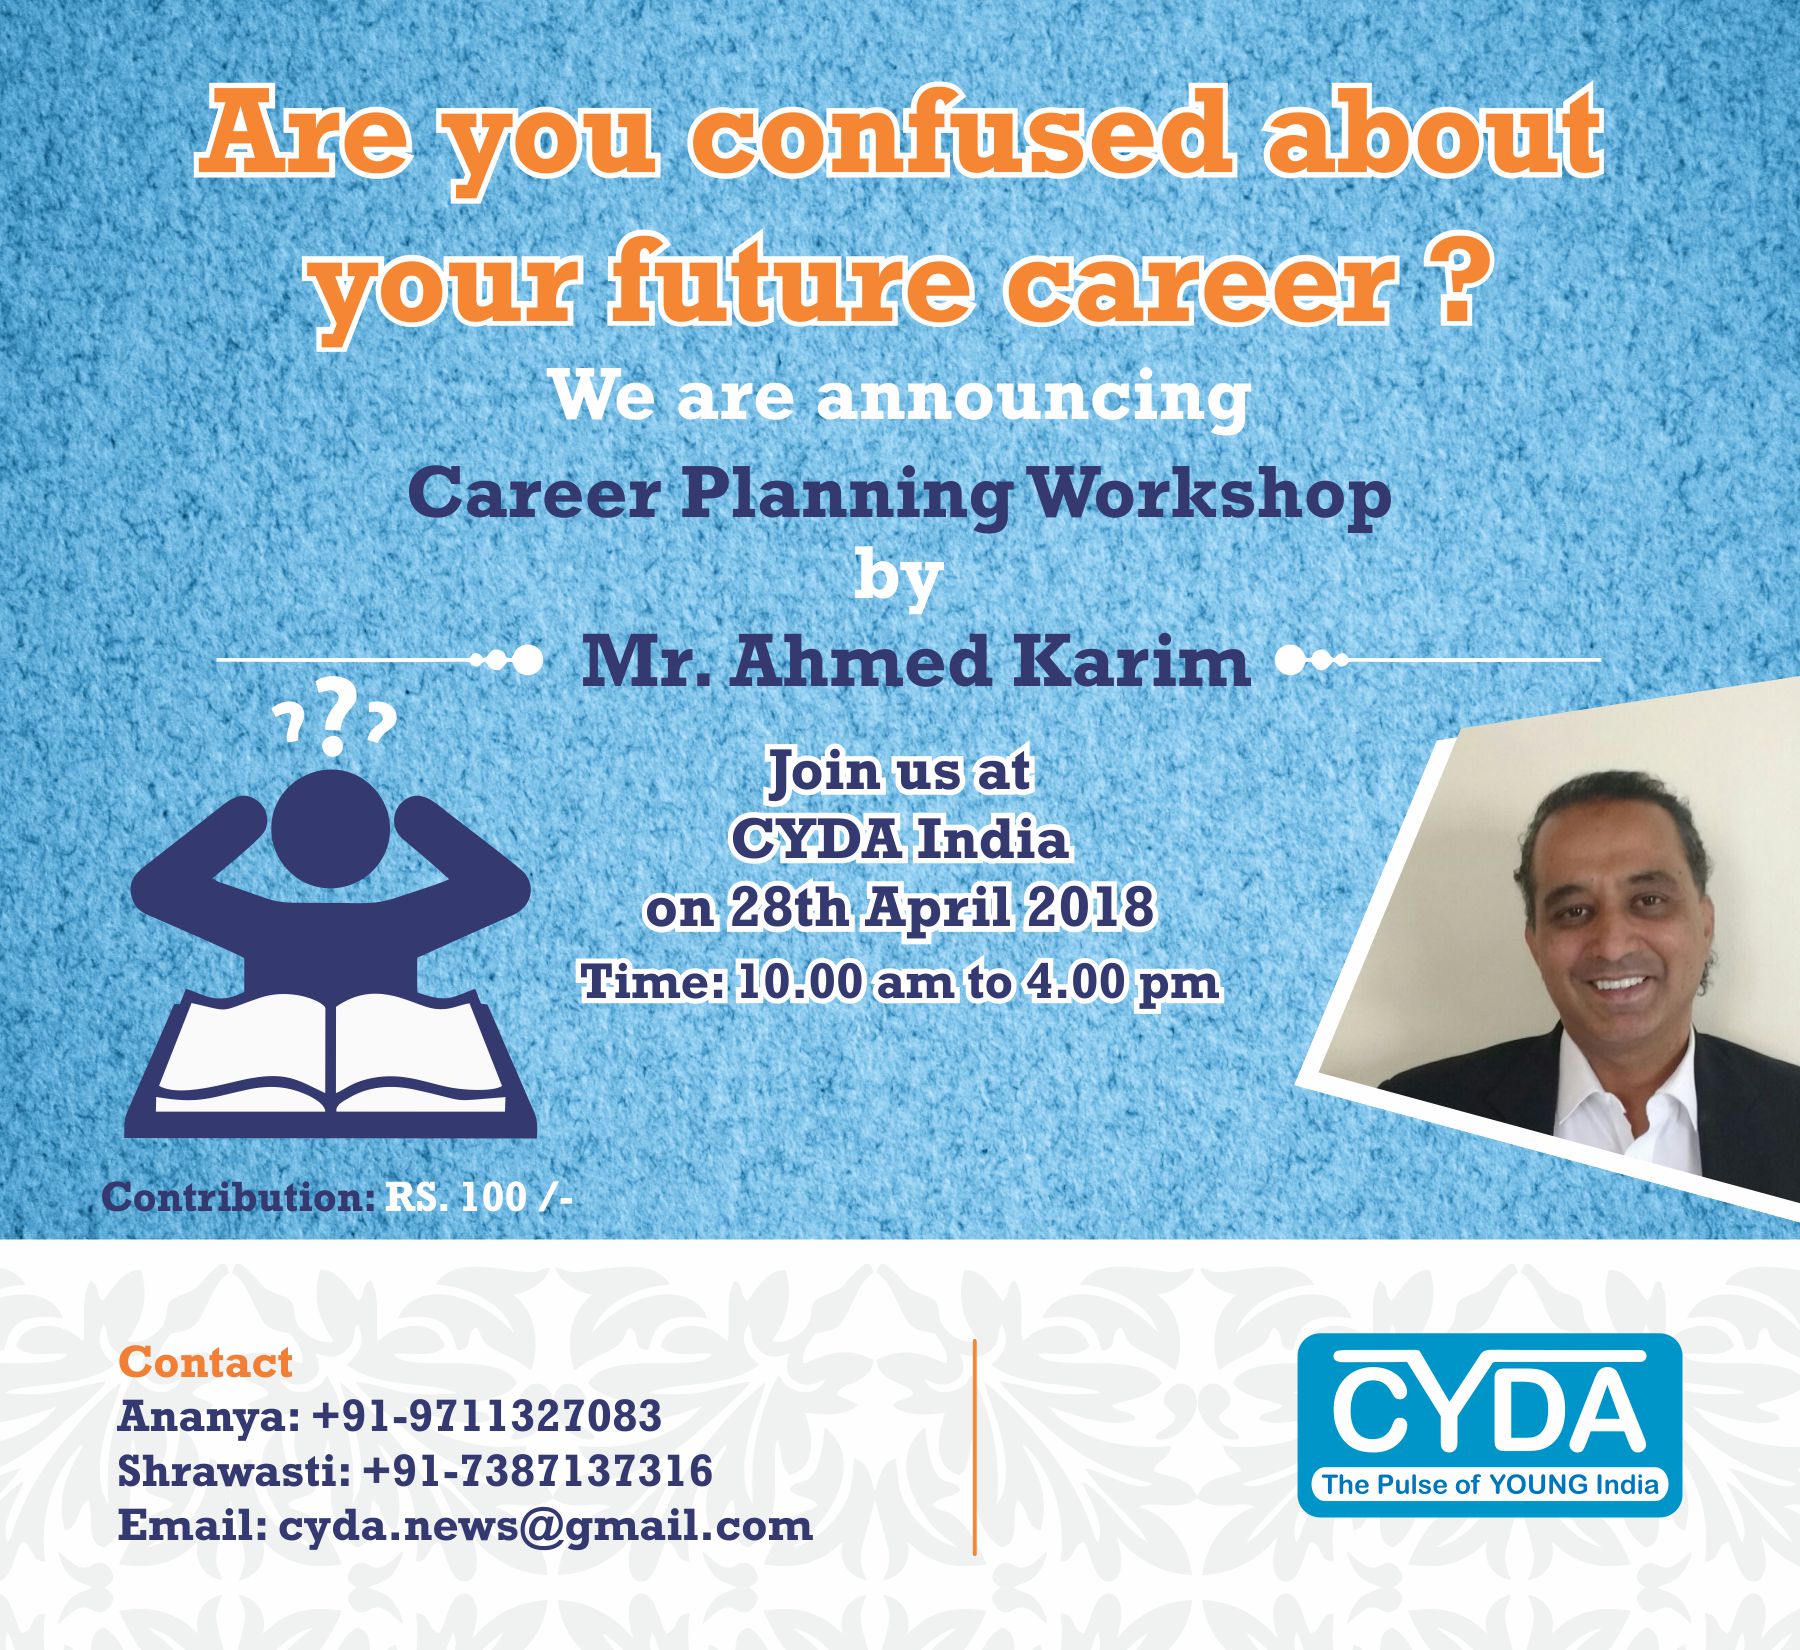 Are you confused about
your future career ?
We are announcing
Career Planning Workshop
by
Mr. Ahmed Karim
???
Join us at
CYDA India
on 28th April 2018
Time: 10.00 am to 4.00 pm
Contribution: RS. 100 /-
Contact
Ananya: +91-9711327083
Shrawasti: +91-7387137316
Email: cyda.news@gmail.com
CYDA
The Pulse of YOUNG India